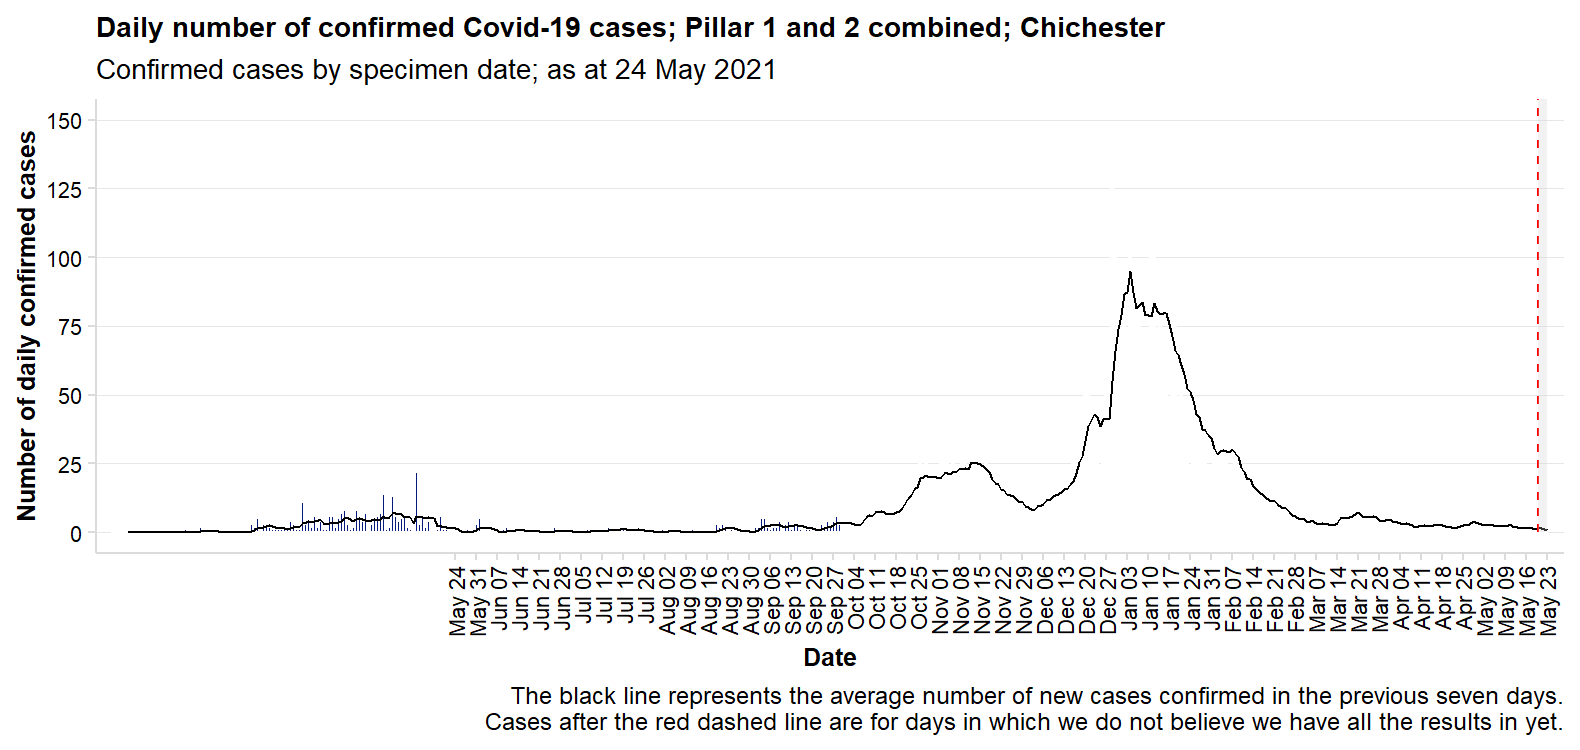 Daily number of confirmed Covid-19 cases; Pillar 1 and 2 combined; Chichester
Confirmed cases by specimen date; as at 24 May 2021
Number of daily confirmed cases
150
125
100
75
50
25
0
May 24
May 31
Jun 07
Jun 14
Jun 21
Jun 28
Jul 05
Jul 12
Jul 19
Jul 26
Aug 02
Aug 09
Aug 16
Aug 23
Aug 30
Sep 06
Sep 13
Sep 20
Sep 27
Oct 04
Oct 11
Oct 18
Oct 25
Nov 01
Nov 08
Nov 15
Nov 22
Nov 29
Dec 06
Dec 13
Dec 20
Dec 27
Jan 03
Jan 10
Jan 17
Jan 24
Jan 31
Feb 07
Feb 14
Feb 21
Feb 28
Mar 07
Mar 14
Mar 21
Mar 28
Apr 04
Apr 11
Apr 18
Apr 25
May 02
May 09
May 16
May 23
Date
The black line represents the average number of new cases confirmed in the previous seven days.
Cases after the red dashed line are for days in which we do not believe we have all the results in yet.